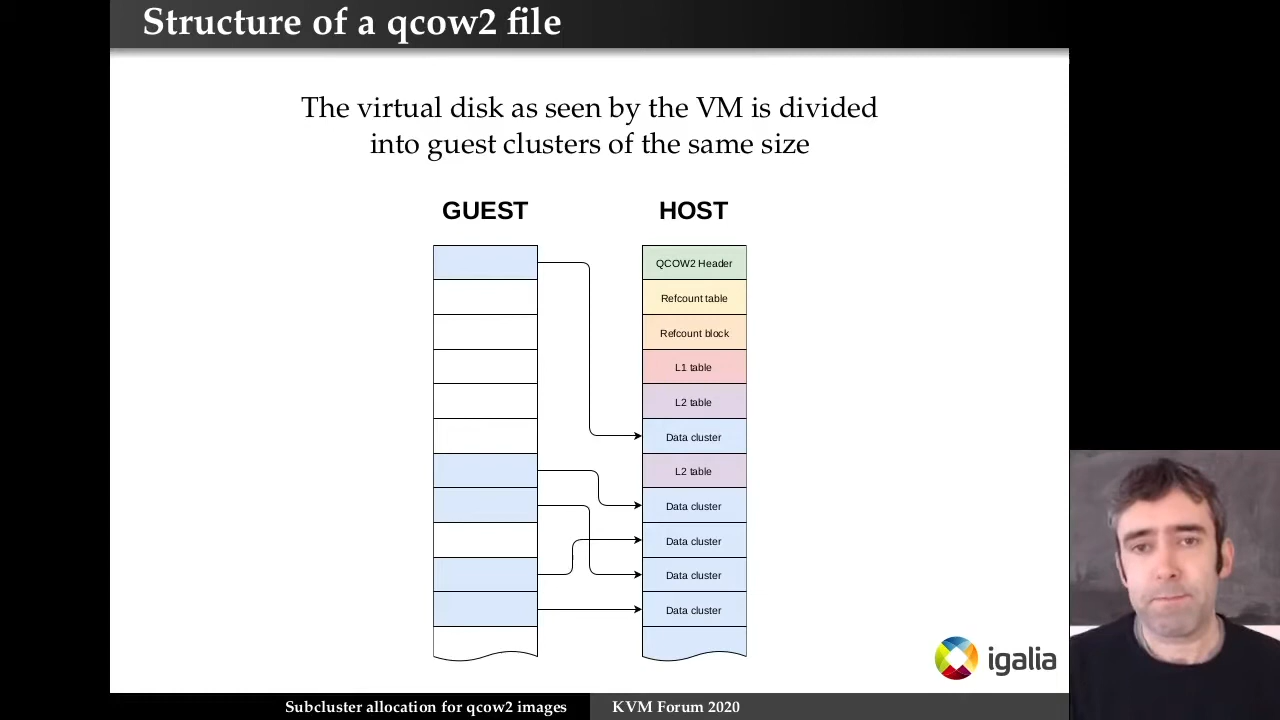 Structure of a qcow2 file
The virtual disk as seen by the VM is divided
into guest clusters of the same size
GUEST
HOST
QCOW2 Header
Refcount table
Refcount block
L1 table
L2 table
Data cluster
L2 table
Data cluster
Data cluster
Data cluster
Data cluster
igalia
Subcluster allocation for qcow2 images
KVM Forum 2020